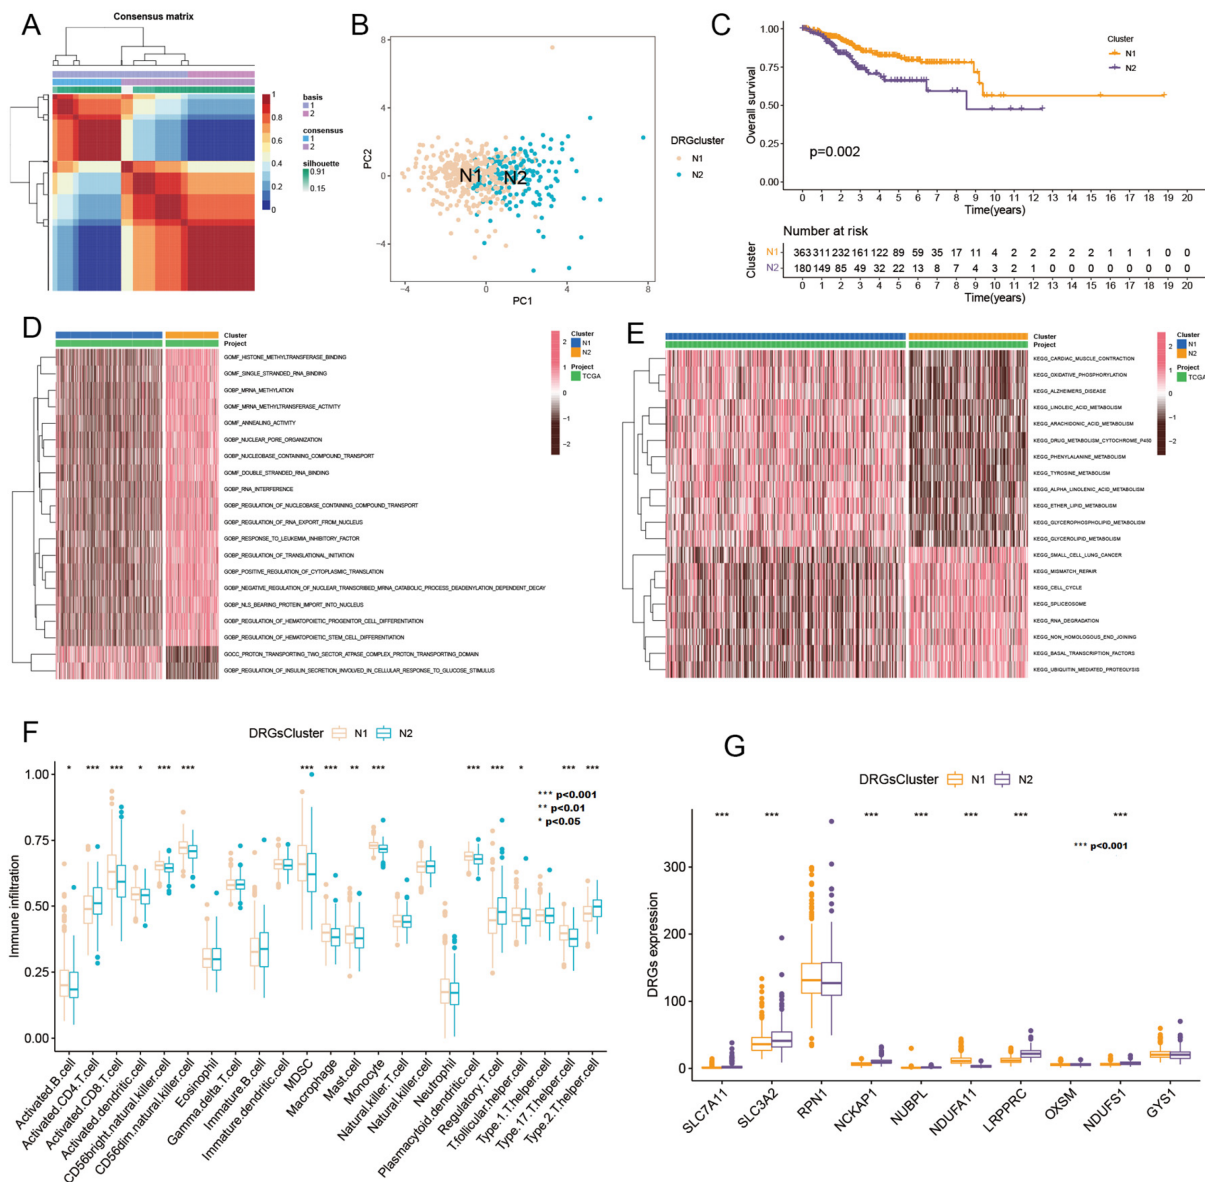 A
Consensus matrix
basis
1
2
consensus
1
2
silhouette
0.91
0.15
1
0.8
0.6
0.4
0.2
0
B
8
4
0
−4
PC2
−4 0 4 8
PC1
N1 N2
DRGcluster
N1
N2
C
Cluster
N1
N2
Overall survival
1.00
0.75
0.50
0.25
0.00
p=0.002
0 1 2 3 4 5 6 7 8 9 10 11 12 13 14 15 16 17 18 19 20
Time(years)
Number at risk
Cluster
N1 363 311 232 161 122 89 59 35 17 11 4 2 2 2 2 2 1 1 1 0 0
N2 180 149 85 49 32 22 13 8 7 4 3 2 1 0 0 0 0 0 0 0 0
0 1 2 3 4 5 6 7 8 9 10 11 12 13 14 15 16 17 18 19 20
Time(years)
D
Cluster
Project
GOMF_HISTONE_METHYLTRANSFERASE_BINDING
GOMF_SINGLE_STRANDED_RNA_BINDING
GOBP_MRNA_METHYLATION
GOMF_MRNA_METHYLTRANSFERASE_ACTIVITY
GOMF_ANNEALING_ACTIVITY
GOBP_NUCLEAR_PORE_ORGANIZATION
GOBP_NUCLEOBASE_CONTAINING_COMPOUND_TRANSPORT
GOMF_DOUBLE_STRANDED_RNA_BINDING
GOBP_RNA_INTERFERENCE
GOBP_REGULATION_OF_NUCLEOBASE_CONTAINING_COMPOUND_TRANSPORT
GOBP_REGULATION_OF_RNA_EXPORT_FROM_NUCLEUS
GOBP_RESPONSE_TO_LEUKEMIA_INHIBITORY_FACTOR
GOBP_REGULATION_OF_TRANSLATIONAL_INITIATION
GOBP_POSITIVE_REGULATION_OF_CYTOPLASMIC_TRANSLATION
GOBP_NEGATIVE_REGULATION_OF_NUCLEAR_TRANSCRIBED_MRNA_CATABOLIC_PROCESS_DEADENYLATION_DEPENDENT_DECAY
GOBP_NLS_BEARING_PROTEIN_IMPORT_INTO_NUCLEUS
GOBP_REGULATION_OF_HEMATOPOIETIC_PROGENITOR_CELL_DIFFERENTIATION
GOBP_REGULATION_OF_HEMATOPOIETIC_STEM_CELL_DIFFERENTIATION
GOCC_PROTON_TRANSPORTING_TWO_SECTOR_ATPASE_COMPLEX_PROTON_TRANSPORTING_DOMAIN
GOBP_REGULATION_OF_INSULIN_SECRETION_INVOLVED_IN_CELLULAR_RESPONSE_TO_GLUCOSE_STIMULUS
2
1
0
−1
−2
Cluster
N1
N2
Project
TCGA
E
Cluster
Project
KEGG_CARDIAC_MUSCLE_CONTRACTION
KEGG_OXIDATIVE_PHOSPHORYLATION
KEGG_ALZHEIMERS_DISEASE
KEGG_LINOLEIC_ACID_METABOLISM
KEGG_ARACHIDONIC_ACID_METABOLISM
KEGG_DRUG_METABOLISM_CYTOCHROME_P450
KEGG_PHENYLALANINE_METABOLISM
KEGG_TYROSINE_METABOLISM
KEGG_ALPHA_LINOLENIC_ACID_METABOLISM
KEGG_ETHER_LIPID_METABOLISM
KEGG_GLYCEROPHOSPHOLIPID_METABOLISM
KEGG_GLYCEROLIPID_METABOLISM
KEGG_SMALL_CELL_LUNG_CANCER
KEGG_MISMATCH_REPAIR
KEGG_CELL_CYCLE
KEGG_SPLICEOSOME
KEGG_RNA_DEGRADATION
KEGG_NON_HOMOLOGOUS_END_JOINING
KEGG_BASAL_TRANSCRIPTION_FACTORS
KEGG_UBIQUITIN_MEDIATED_PROTEOLYSIS
2
1
0
−1
−2
Cluster
N1
N2
Project
TCGA
F
DRGsCluster N1 N2
* *** *** * *** *** *** *** ** *** *** *** * *** ***
*** p<0.001
** p<0.01
* p<0.05
Immune infiltration
1.00
0.75
0.50
0.25
0.00
Activated.B.cell
Activated.CD4.T.cell
Activated.CD8.T.cell
Activated.dendritic.cell
CD56bright.natural.killer.cell
CD56dim.natural.killer.cell
Eosinophil
Gamma.delta.T.cell
Immature.B.cell
Immature.dendritic.cell
MDSC
Macrophage
Mast.cell
Monocyte
Natural.killer.T.cell
Natural.killer.cell
Neutrophil
Plasmacytoid.dendritic.cell
Regulatory.T.cell
T.follicular.helper.cell
Type.1.T.helper.cell
Type.17.T.helper.cell
Type.2.T.helper.cell
G
DRGsCluster N1 N2
*** *** *** *** *** *** ***
*** p<0.001
DRGs expression
300
200
100
0
SLC7A11
SLC3A2
RPN1
NCKAP1
NUBPL
NDUFA11
LRPPRC
OXSM
NDUFS1
GYS1